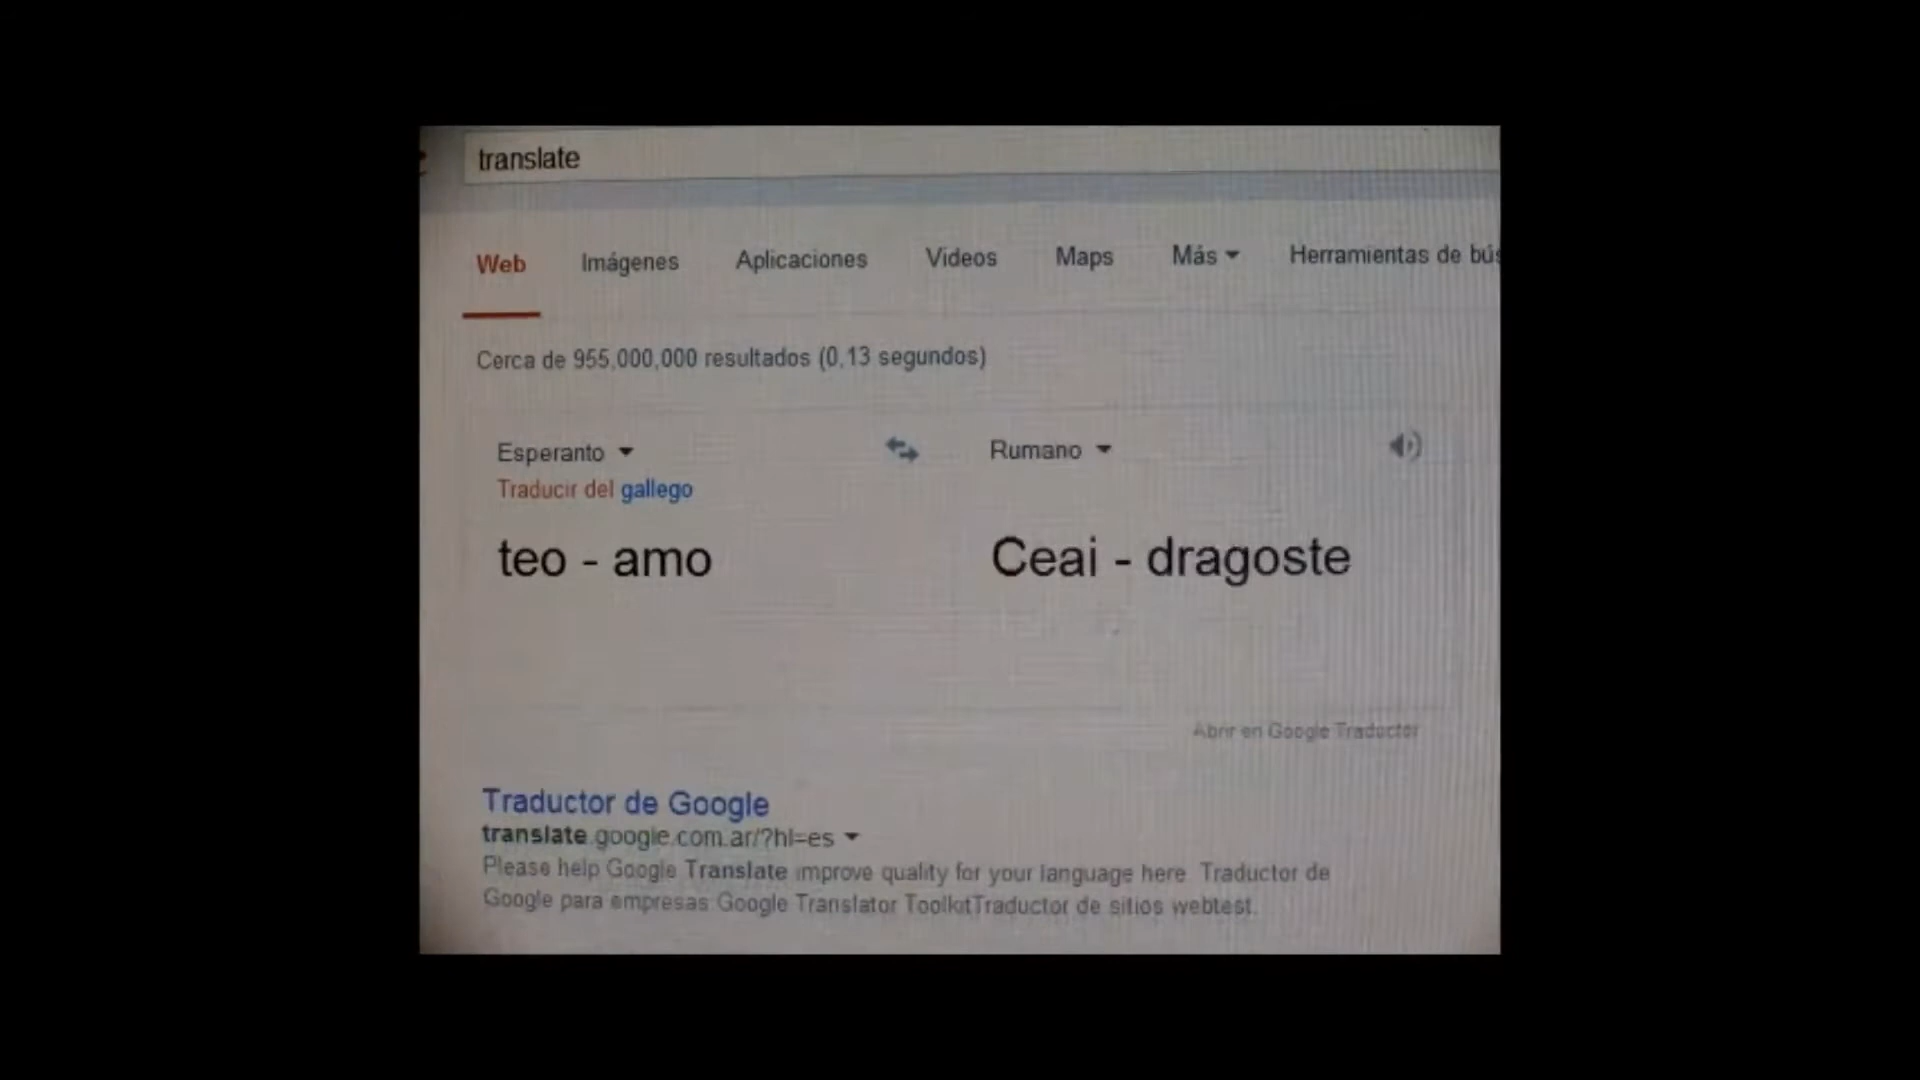 translate
Web Imágenes Aplicaciones Videos Maps Más Herramientas de bús
Cerca de 955,000,000 resultados (0,13 segundos)
Esperanto Rumano
Traducir del gallego
teo - amo Ceai - dragoste
Abrir en Google Traductor
Traductor de Google
translate.google.com.ar/?hl=es
Please help Google Translate improve quality for your language here. Traductor de
Google para empresas:Google Translator ToolkitTraductor de sitios webtest.